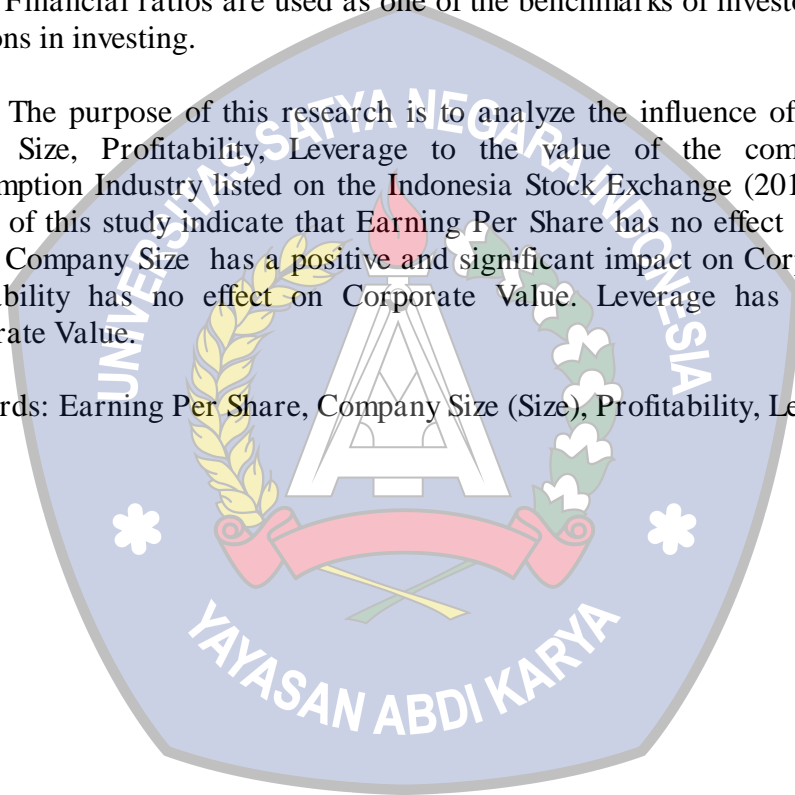 Financial ratios are used as one of the benchmarks of investo
ons in investing.
The purpose of this research is to analyze the influence of
Size, Profitability, Leverage to the value of the com
mption Industry listed on the Indonesia Stock Exchange (201
of this study indicate that Earning Per Share has no effect
Company Size has a positive and significant impact on Corp
ability has no effect on Corporate Value. Leverage has
rate Value.
rds: Earning Per Share, Company Size (Size), Profitability, Le
UNIVERSITAS SATYA NEGARA INDONESIA
YAYASAN ABDI KARYA